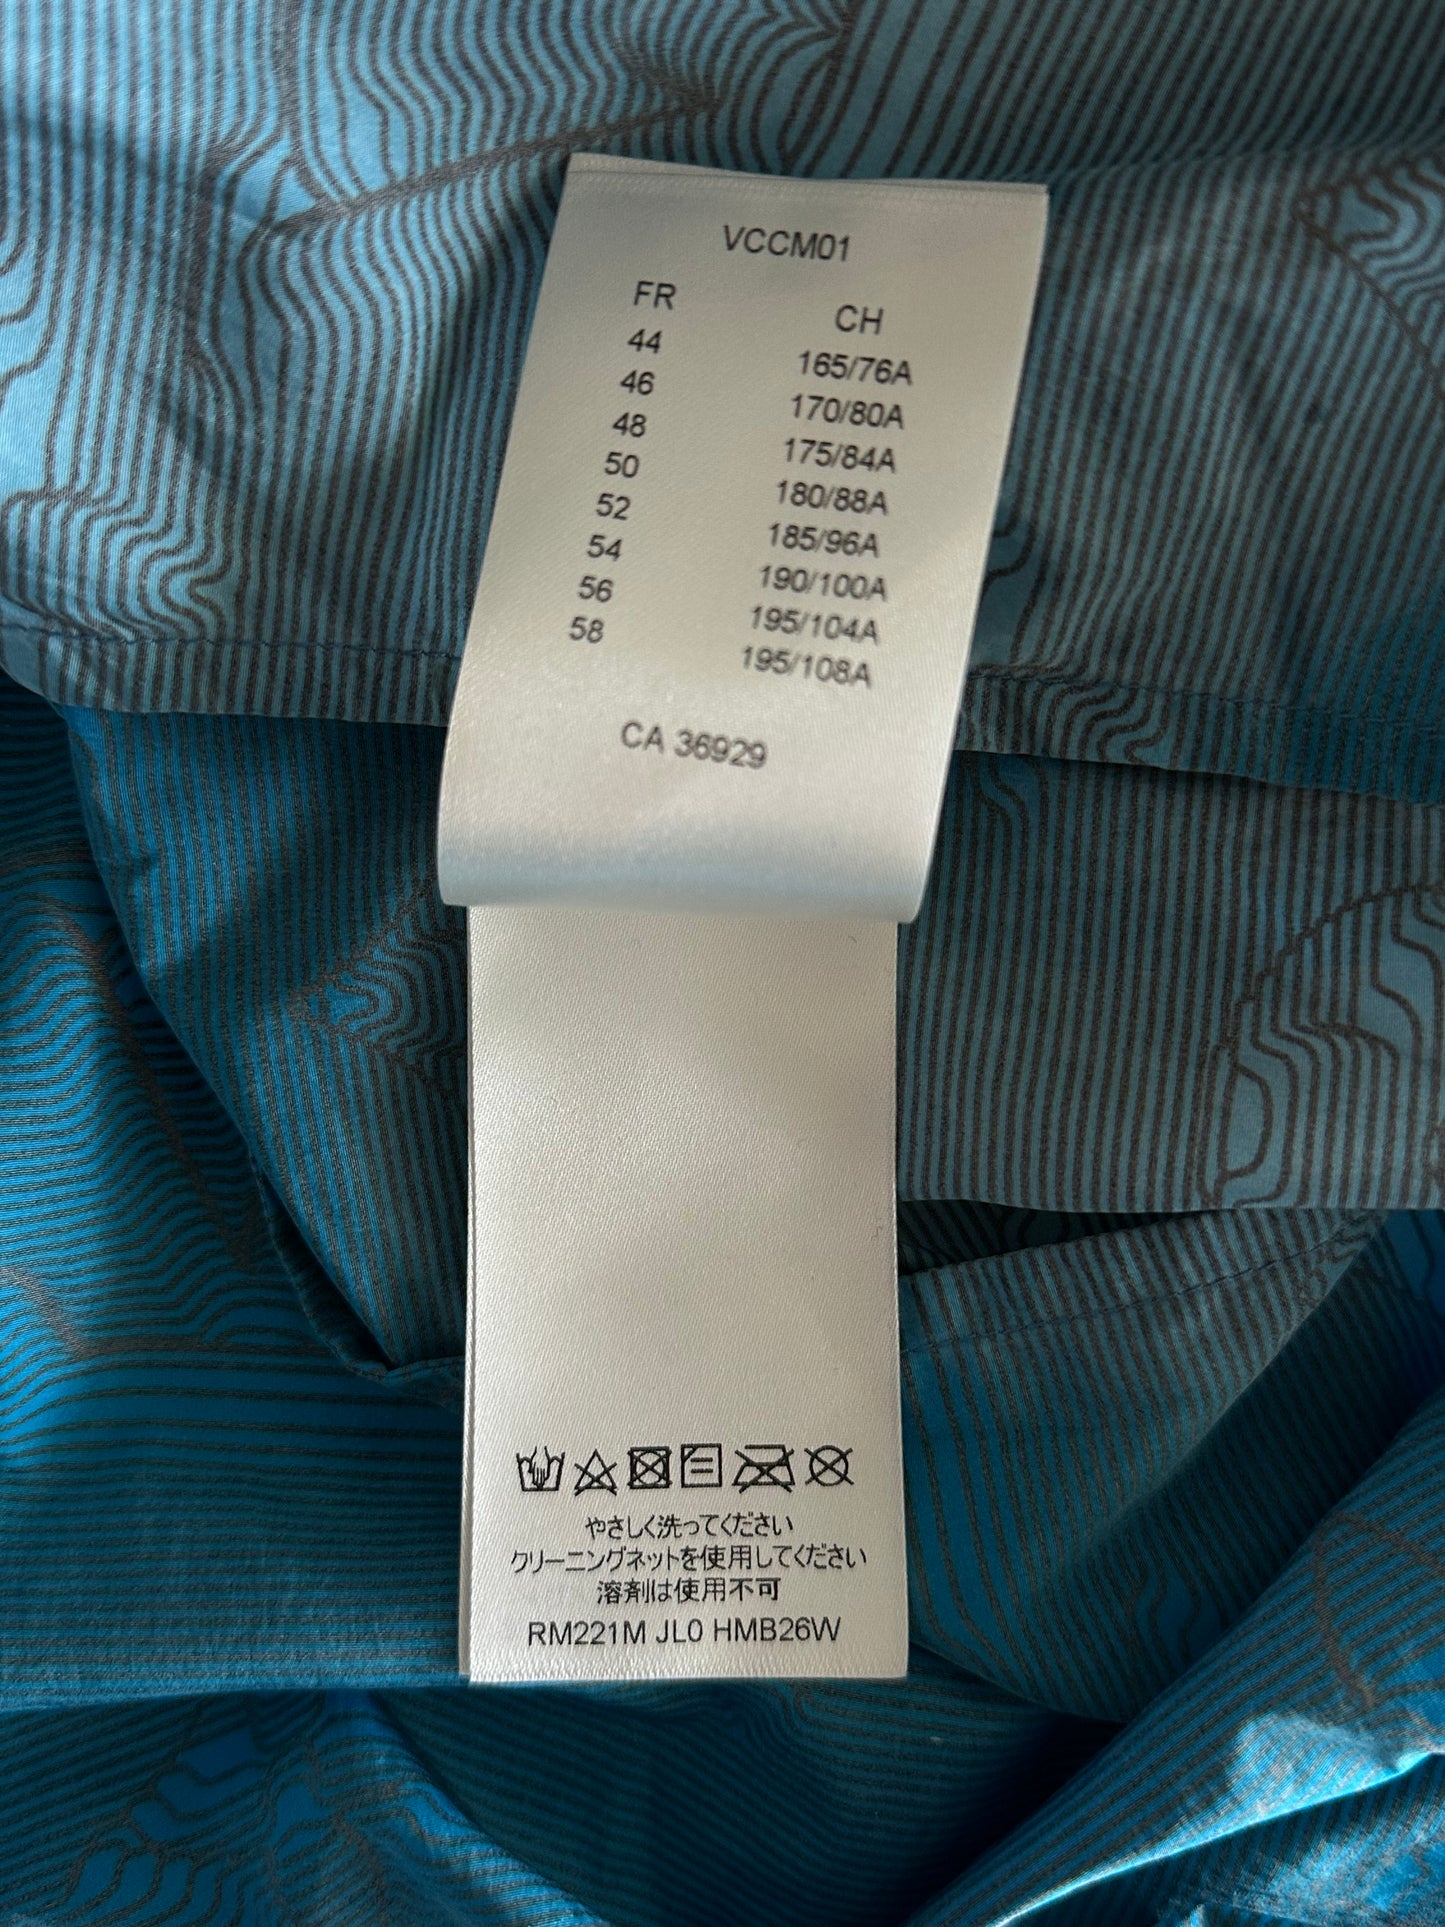 VCCM01
FR CH
44 165/76A
46 170/80A
48 175/84A
50 180/88A
52 185/96A
54 190/100A
56 195/104A
58 195/108A
CA 36929
やさしく洗ってください
クリーニングネットを使用してください
溶剤は使用不可
RM221M JL0 HMB26W